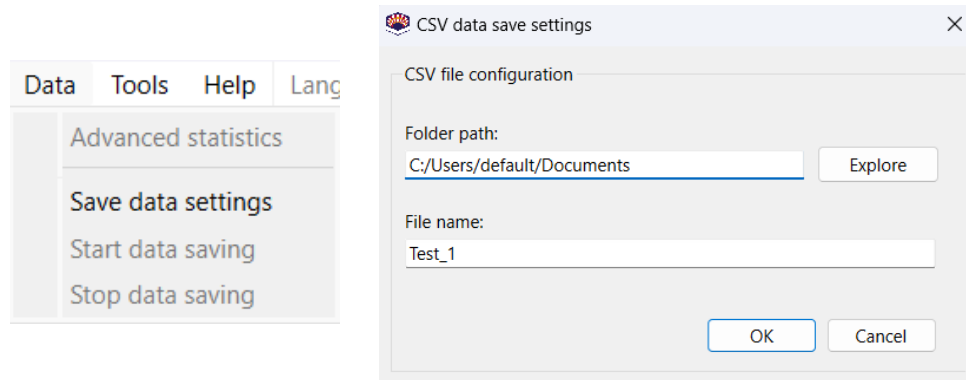 Data Tools Help Lang
Advanced statistics
Save data settings
Start data saving
Stop data saving
CSV data save settings
CSV file configuration
Folder path:
C:/Users/default/Documents
Explore
File name:
Test_1
OK Cancel